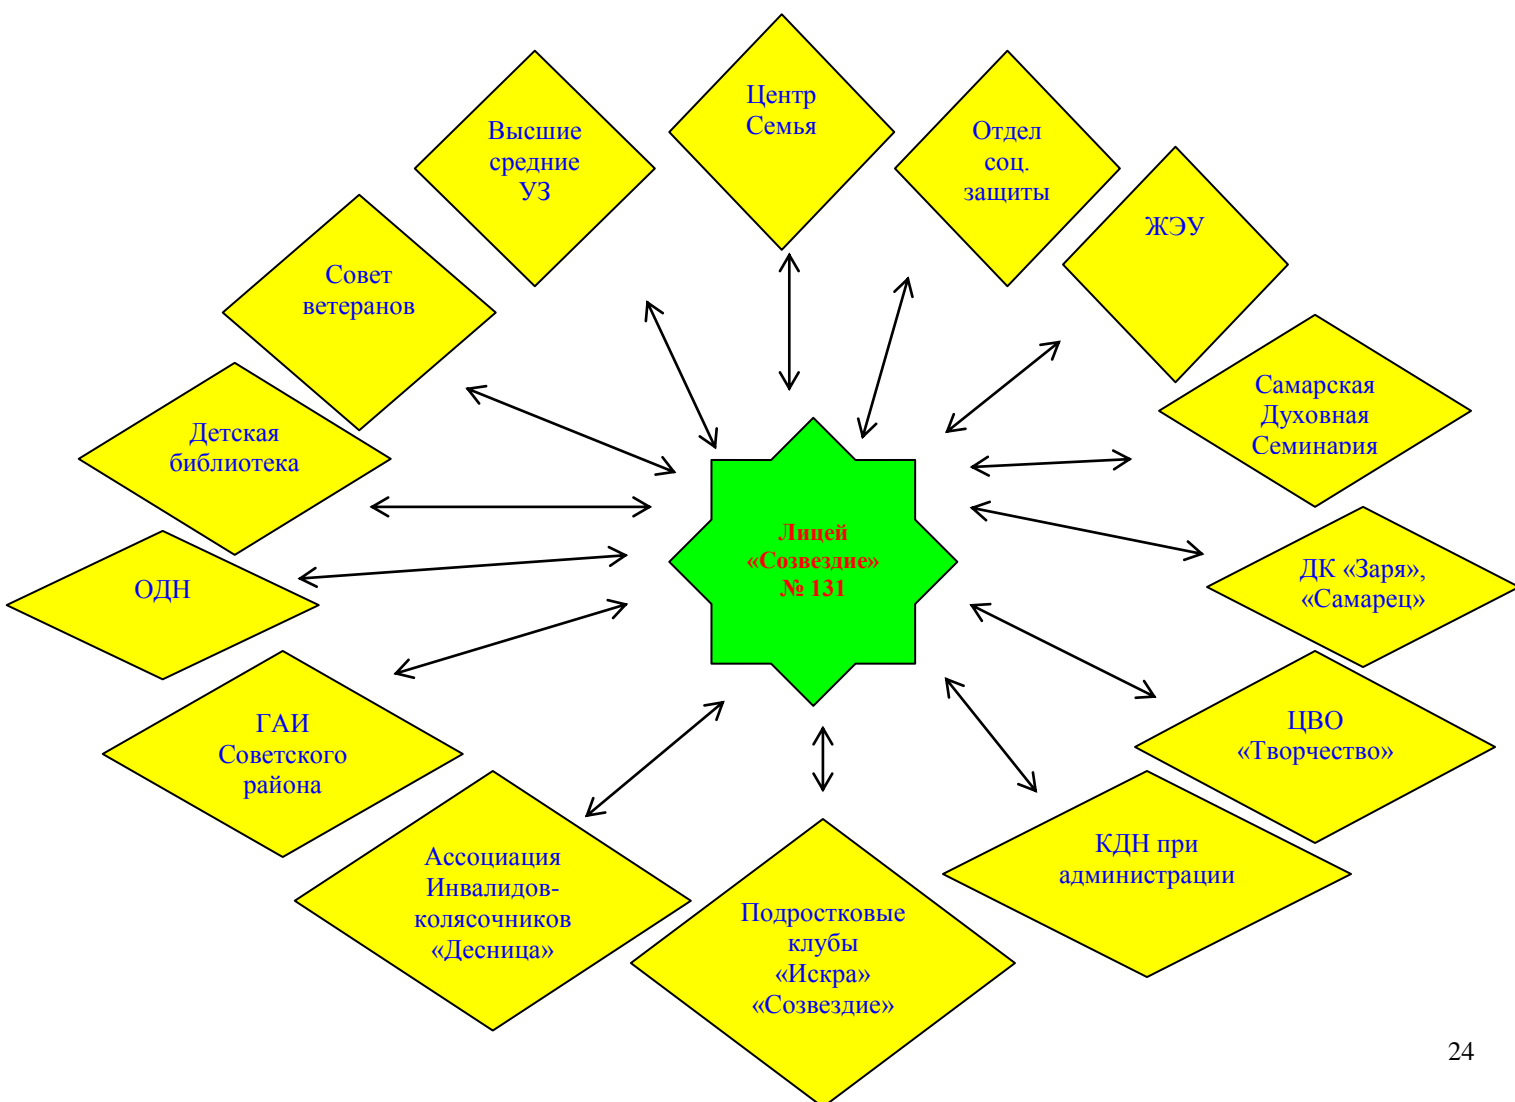 Центр
Семья
Высшие
средние
УЗ
Отдел
соц.
защиты
ЖЭУ
Совет
ветеранов
Самарская
Духовная
Семинария
Детская
библиотека
Лицей
«Созвездие»
№ 131
ОДН
ДК «Заря»,
«Самарец»
ГАИ
Советского
района
ЦВО
«Творчество»
Ассоциация
Инвалидов-
колясочников
«Десница»
КДН при
администрации
Подростковые
клубы
«Искра»
«Созвездие»
24